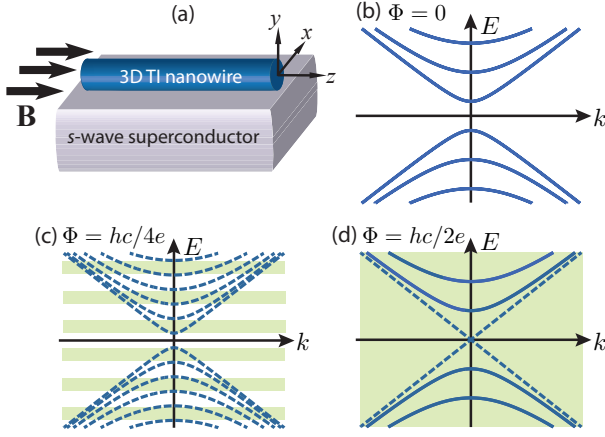 (a)
B
3D TI nanowire
s-wave superconductor
y
x
z
(b) Φ = 0
E
k
(c) Φ = hc/4e
E
k
(d) Φ = hc/2e
E
k